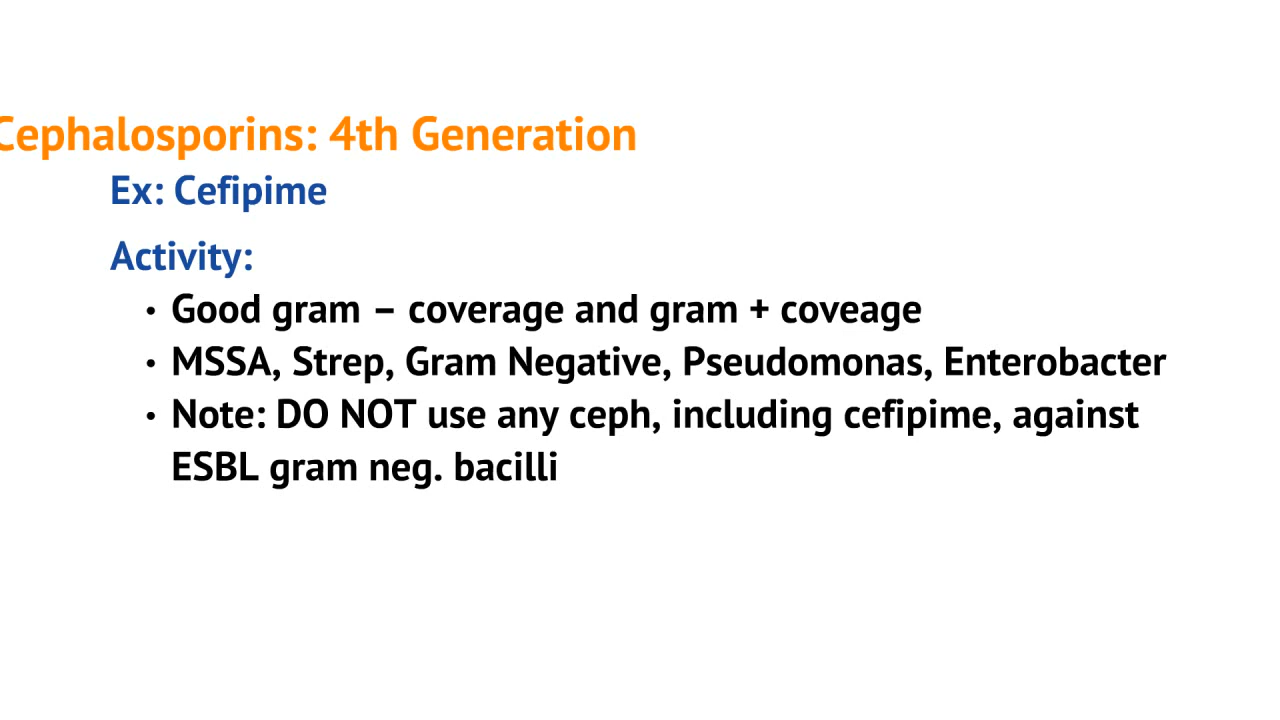 Cephalosporins: 4th Generation
Ex: Cefipime
Activity:
• Good gram – coverage and gram + coveage
• MSSA, Strep, Gram Negative, Pseudomonas, Enterobacter
• Note: DO NOT use any ceph, including cefipime, against
ESBL gram neg. bacilli